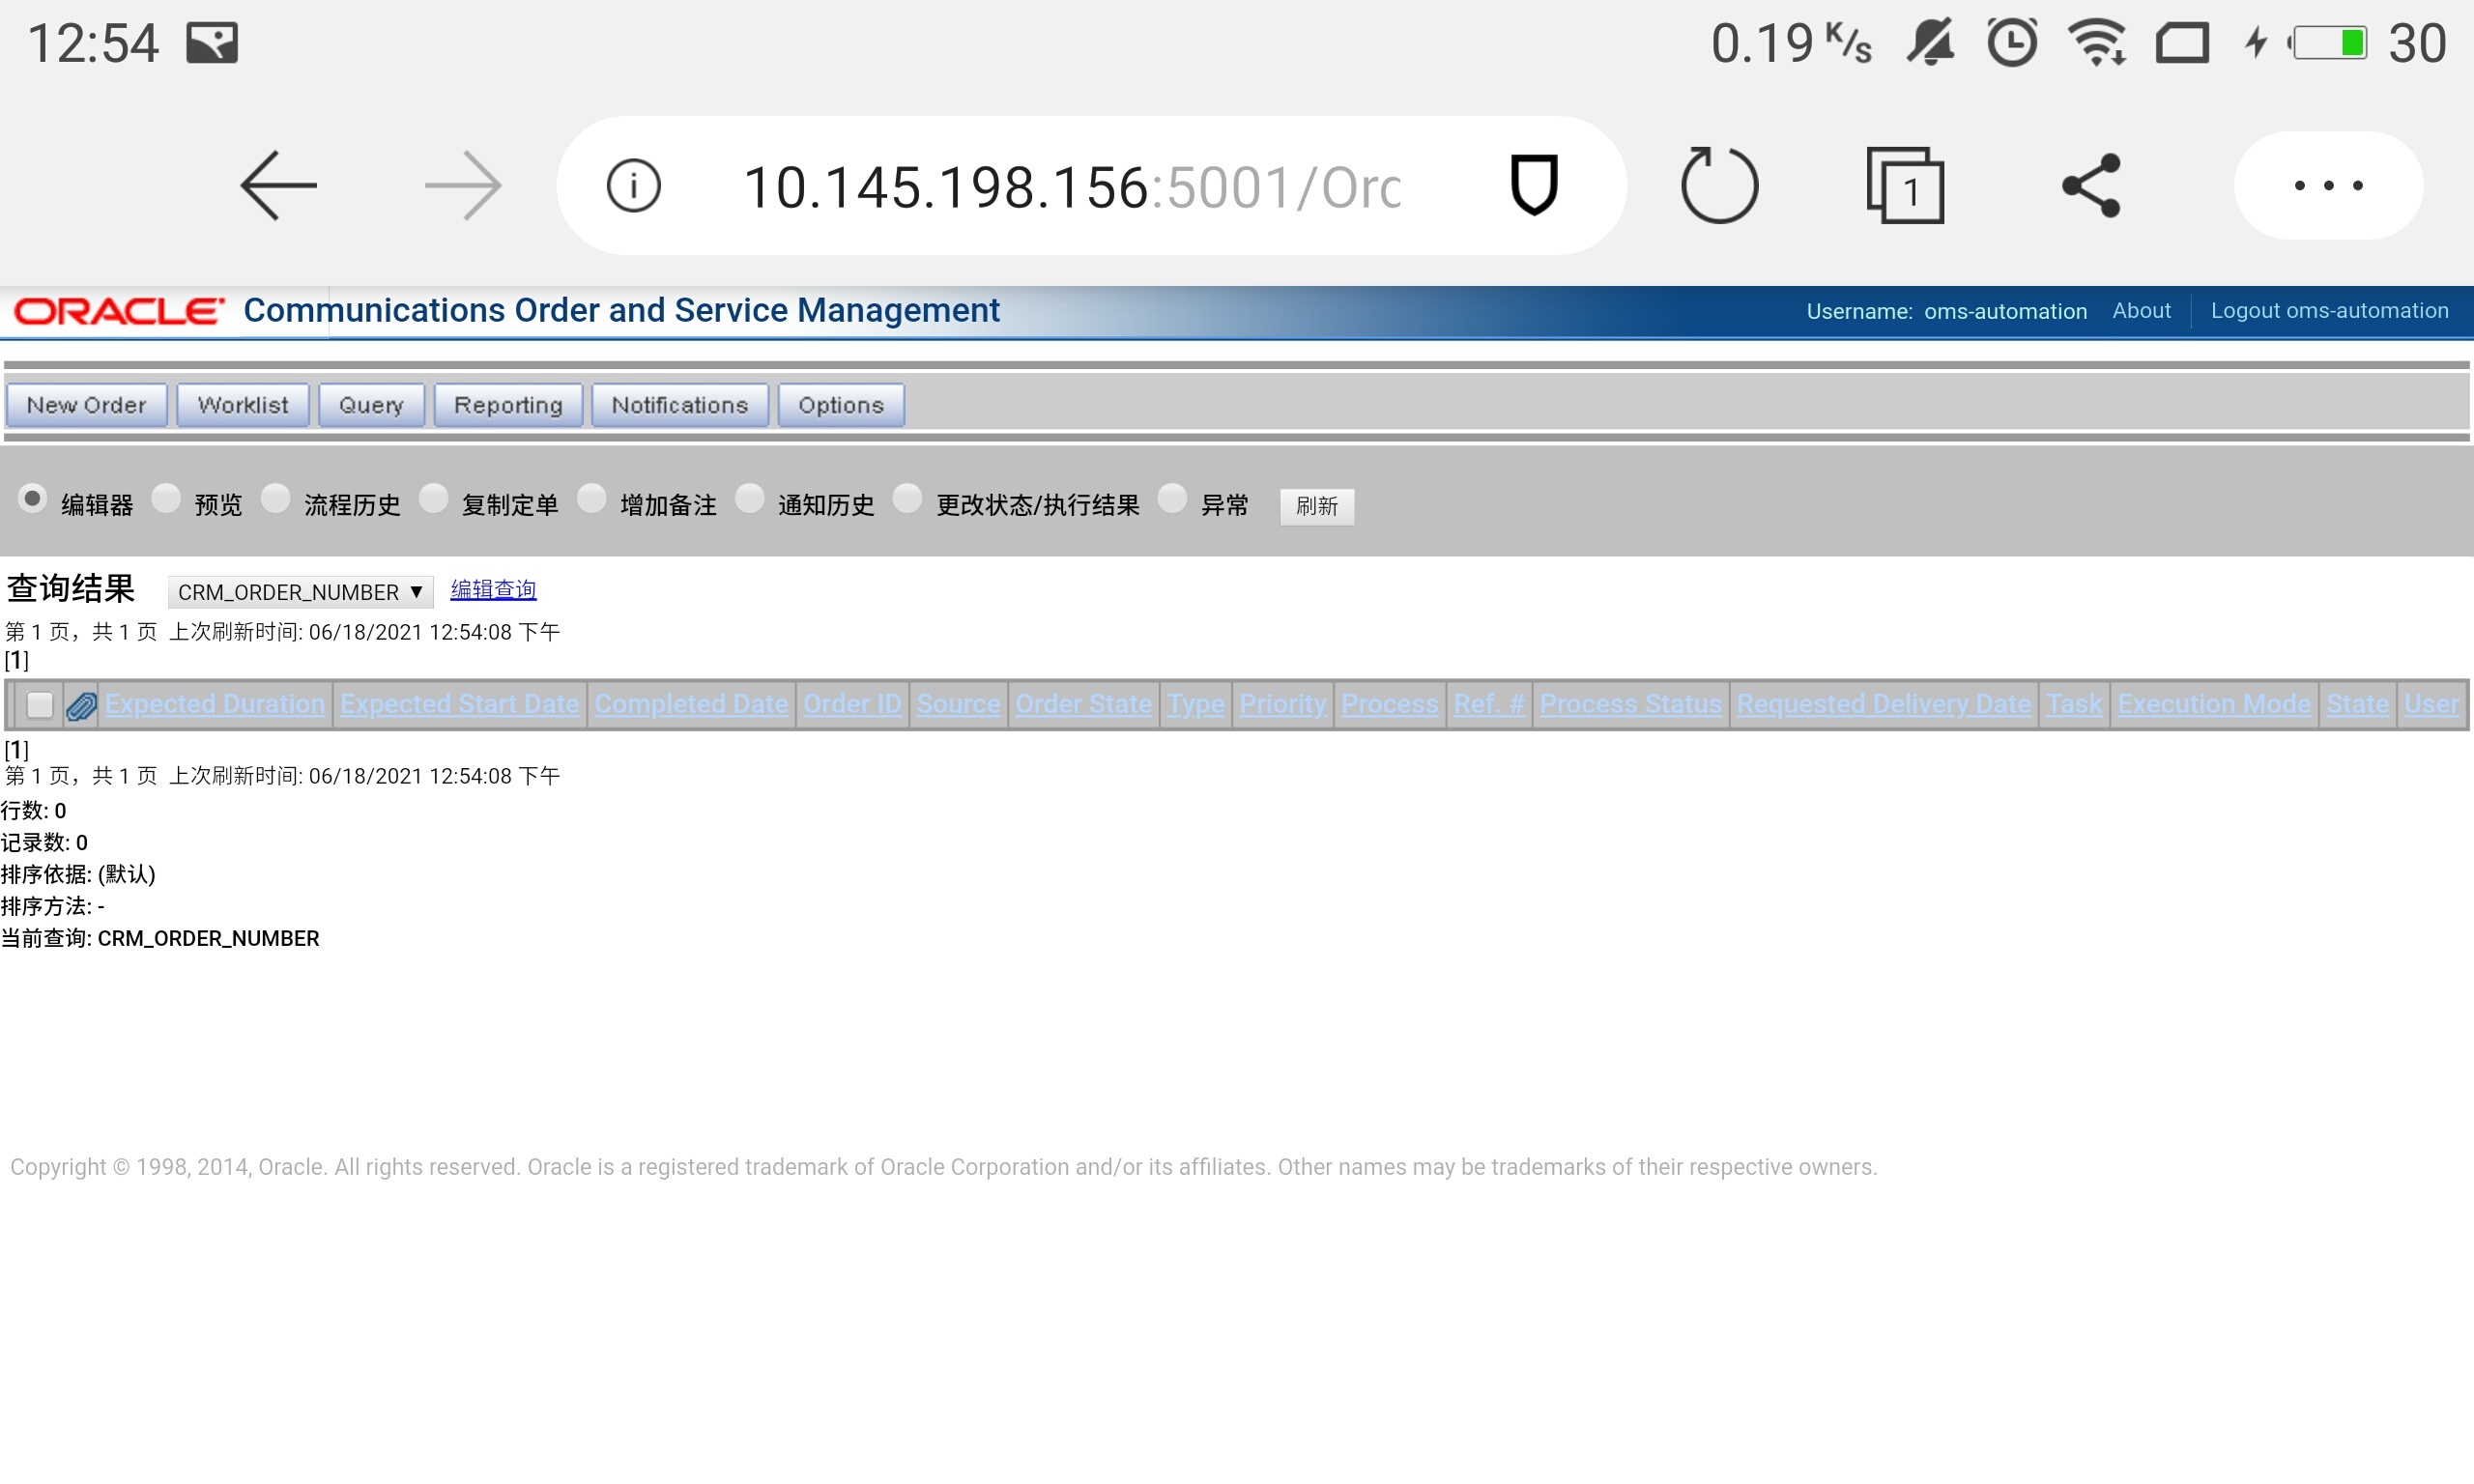 12:54 0.19 K/s 30
10.145.198.156:5001/Orc 1
ORACLE Communications Order and Service Management Username: oms-automation About Logout oms-automation
New Order Worklist Query Reporting Notifications Options
编辑器 预览 流程历史 复制定单 增加备注 通知历史 更改状态/执行结果 异常 刷新
查询结果 CRM_ORDER_NUMBER 编辑查询
第 1 页，共 1 页 上次刷新时间: 06/18/2021 12:54:08 下午
[1]
Expected Duration Expected Start Date Completed Date Order ID Source Order State Type Priority Process Ref. # Process Status Requested Delivery Date Task Execution Mode State User
[1]
第 1 页，共 1 页 上次刷新时间: 06/18/2021 12:54:08 下午
行数: 0
记录数: 0
排序依据: (默认)
排序方法: -
当前查询: CRM_ORDER_NUMBER
Copyright © 1998, 2014, Oracle. All rights reserved. Oracle is a registered trademark of Oracle Corporation and/or its affiliates. Other names may be trademarks of their respective owners.